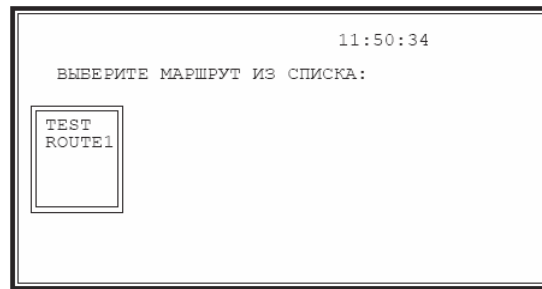 11:50:34
ВЫБЕРИТЕ МАРШРУТ ИЗ СПИСКА:
TEST
ROUTE1